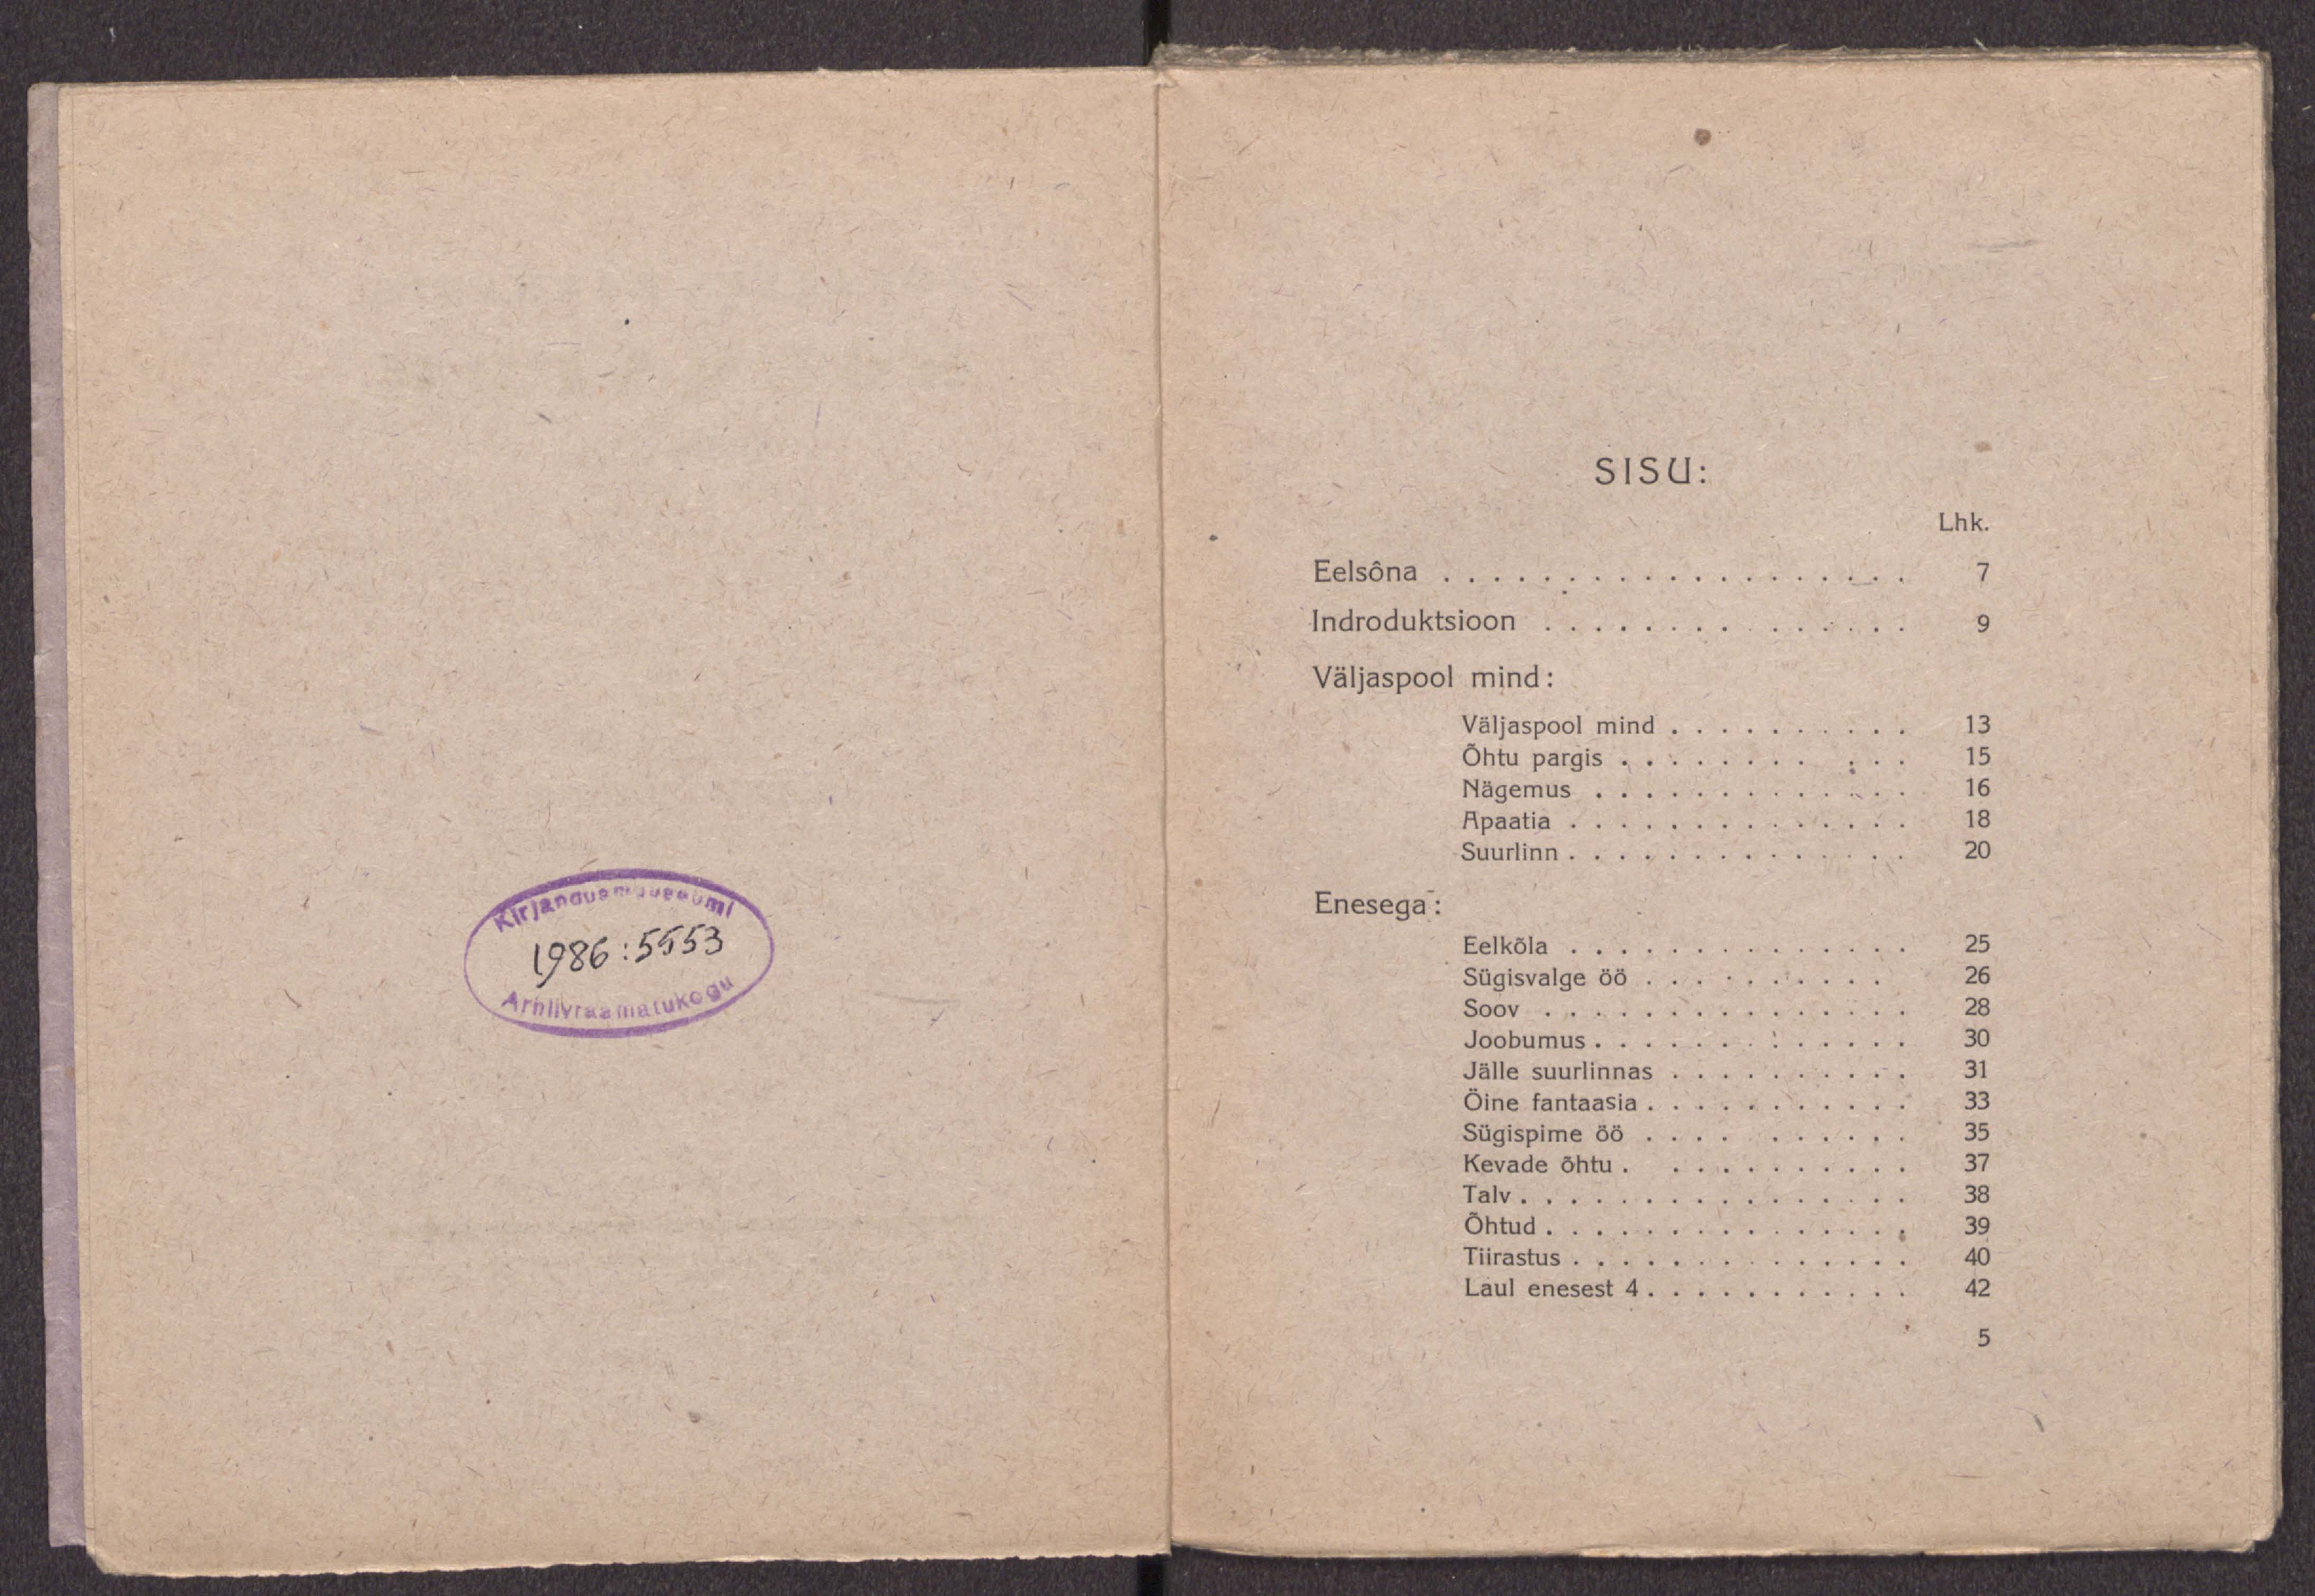 Kirjandusmuuseumi
1986:5553
Arhiivraamatukogu
SISU:
Lhk.
Eelsôna . . . . . . . . . . . . . . . . . . . 7
Indroduktsioon . . . . . . . . . . . . . . . 9
Väljaspool mind:
Väljaspool mind . . . . . . . . . . 13
Õhtu pargis . . . . . . . . . . . 15
Nägemus . . . . . . . . . . . . . 16
Apaatia . . . . . . . . . . . . . . 18
Suurlinn . . . . . . . . . . . . . . 20
Enesega:
Eelkõla . . . . . . . . . . . . . . 25
Sügisvalge öö . . . . . . . . . . 26
Soov . . . . . . . . . . . . . . . 28
Joobumus . . . . . . . . . . . . . 30
Jälle suurlinnas . . . . . . . . . . 31
Öine fantaasia . . . . . . . . . . . 33
Sügispime öö . . . . . . . . . . 35
Kevade õhtu . . . . . . . . . . . 37
Talv . . . . . . . . . . . . . . . . 38
Õhtud . . . . . . . . . . . . . . . 39
Tiirastus . . . . . . . . . . . . . . 40
Laul enesest 4 . . . . . . . . . . . 42
5